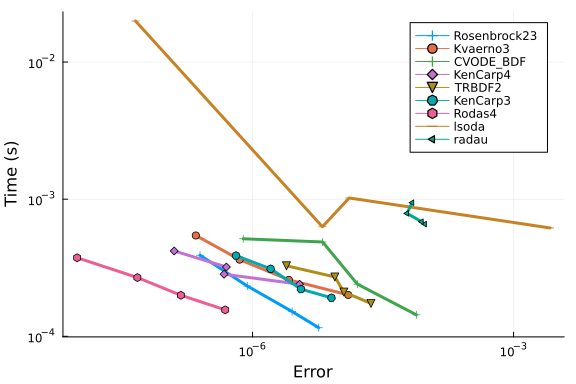 Rosenbrock23
Kvaerno3
CVODE_BDF
KenCarp4
TRBDF2
KenCarp3
Rodas4
lsoda
radau
10⁻²
10⁻³
10⁻⁴
Time (s)
10⁻⁶
10⁻³
Error